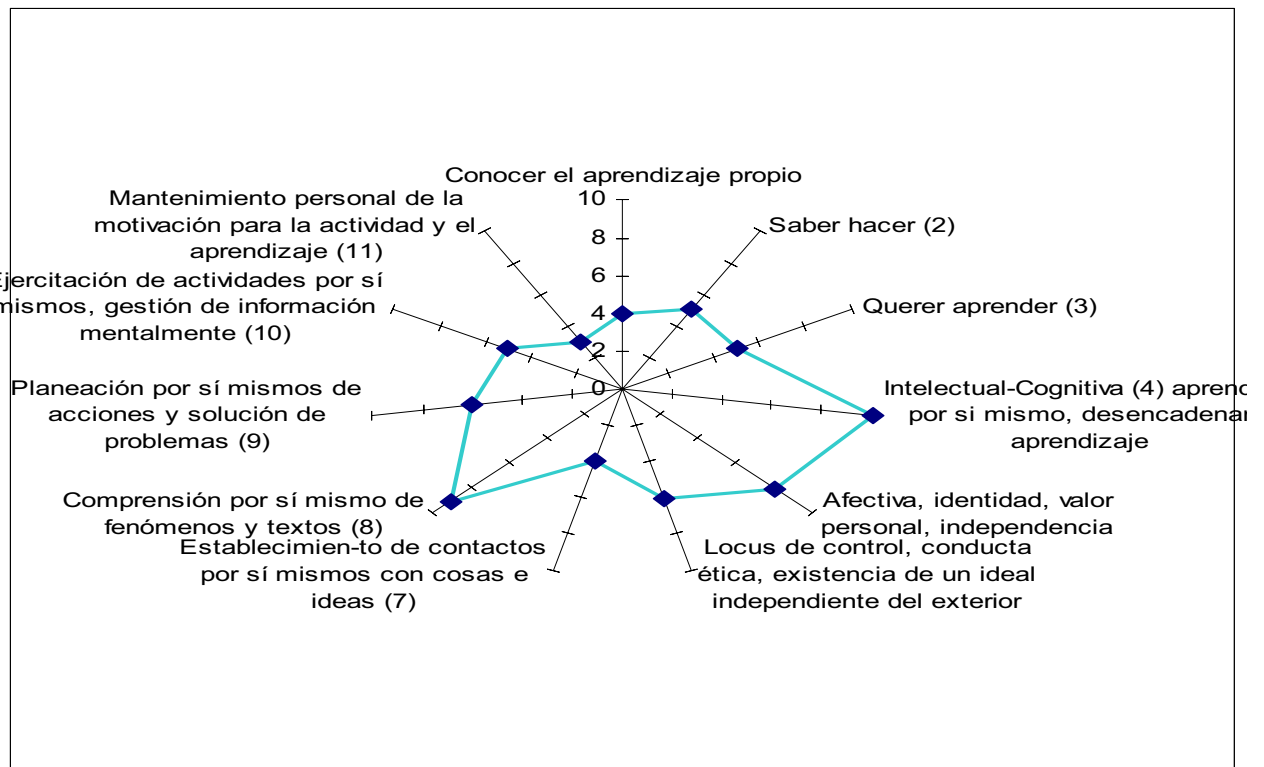 Conocer el aprendizaje propio
10
8
6
4
2
0
Saber hacer (2)
Querer aprender (3)
Intelectual-Cognitiva (4) aprend
por si mismo, desencadenar
aprendizaje
Afectiva, identidad, valor
personal, independencia
Locus de control, conducta
ética, existencia de un ideal
independiente del exterior
Establecimien-to de contactos
por sí mismos con cosas e
ideas (7)
Comprensión por sí mismo de
fenómenos y textos (8)
Planeación por sí mismos de
acciones y solución de
problemas (9)
Ejercitación de actividades por sí
mismos, gestión de información
mentalmente (10)
Mantenimiento personal de la
motivación para la actividad y el
aprendizaje (11)